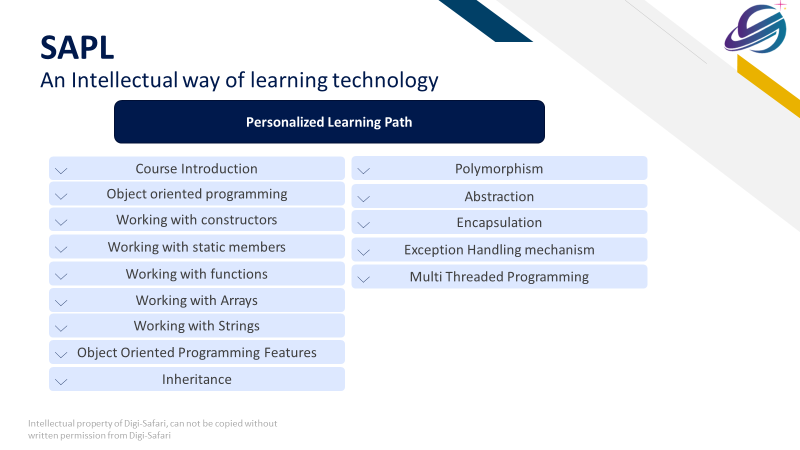 SAPL
An Intellectual way of learning technology
Personalized Learning Path
Course Introduction
Object oriented programming
Working with constructors
Working with static members
Working with functions
Working with Arrays
Working with Strings
Object Oriented Programming Features
Inheritance
Polymorphism
Abstraction
Encapsulation
Exception Handling mechanism
Multi Threaded Programming
Intellectual property of Digi-Safari, can not be copied without
written permission from Digi-Safari